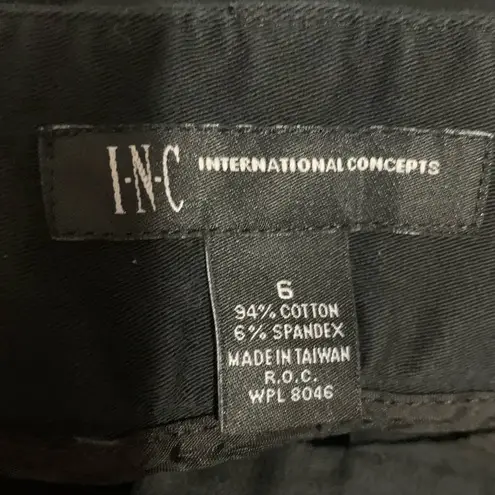 I·N·C INTERNATIONAL CONCEPTS
6
94% COTTON
6% SPANDEX
MADE IN TAIWAN
R.O.C.
WPL 8046